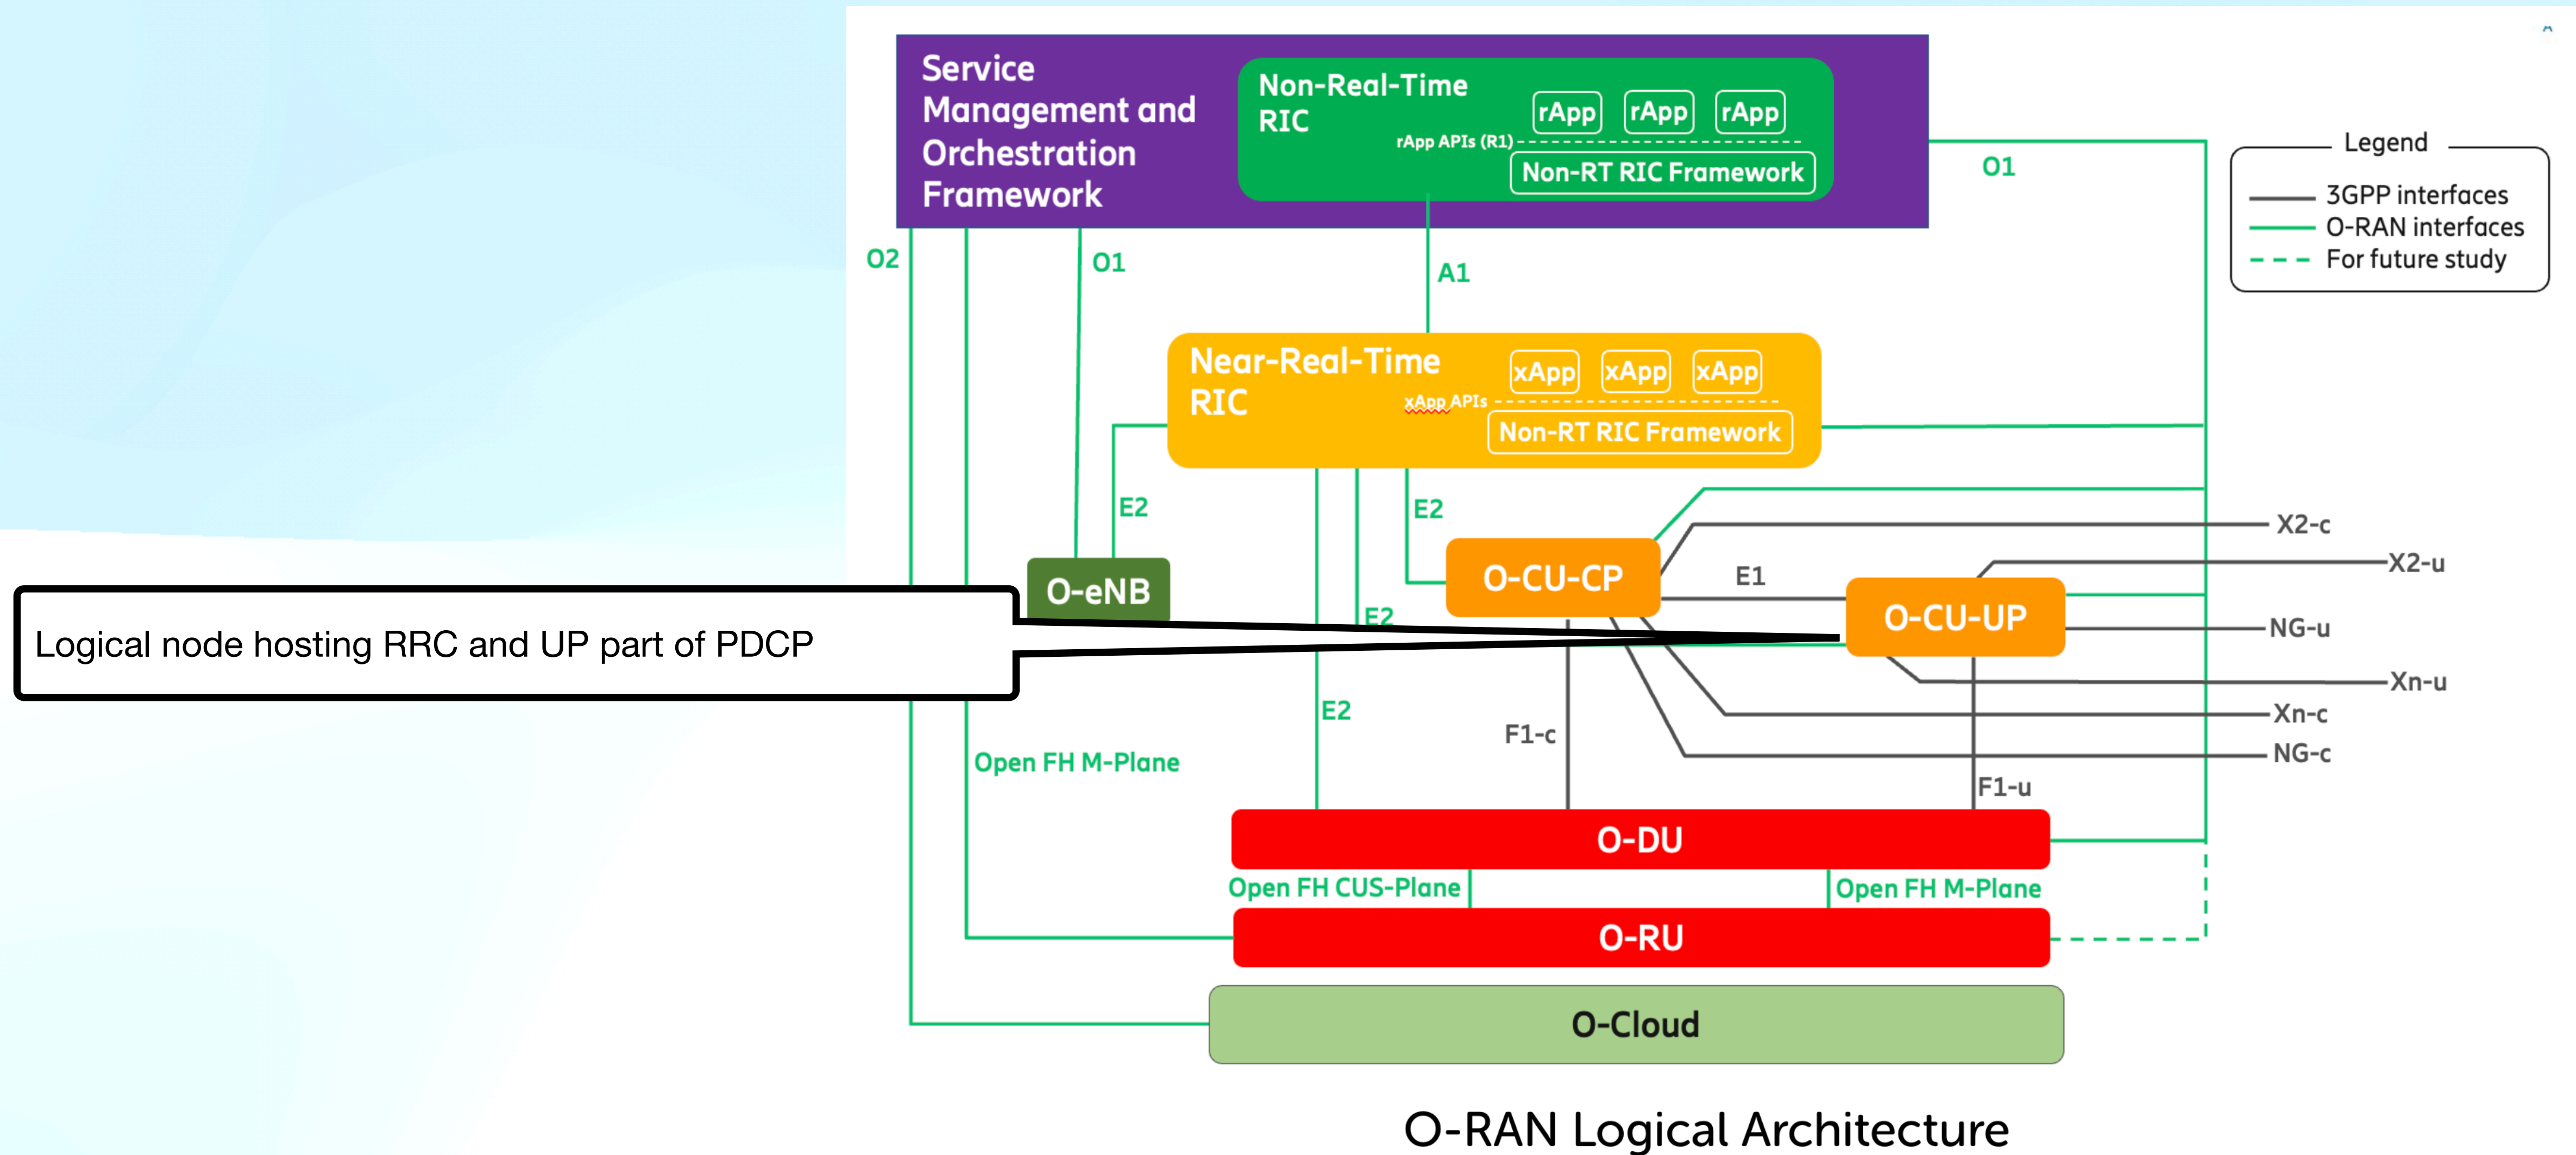 Service
Management and
Orchestration
Framework
Non-Real-Time
RIC
rApp rApp rApp
rApp APIs (R1)
Non-RT RIC Framework
O1
Legend
3GPP interfaces
O-RAN interfaces
For future study
O2
O1
A1
Near-Real-Time
RIC
xApp xApp xApp
xApp APIs
Non-RT RIC Framework
E2
E2
X2-c
X2-u
O-eNB
O-CU-CP
E1
O-CU-UP
E2
NG-u
Logical node hosting RRC and UP part of PDCP
Xn-u
E2
Xn-c
F1-c
NG-c
Open FH M-Plane
F1-u
O-DU
Open FH CUS-Plane
Open FH M-Plane
O-RU
O-Cloud
O-RAN Logical Architecture